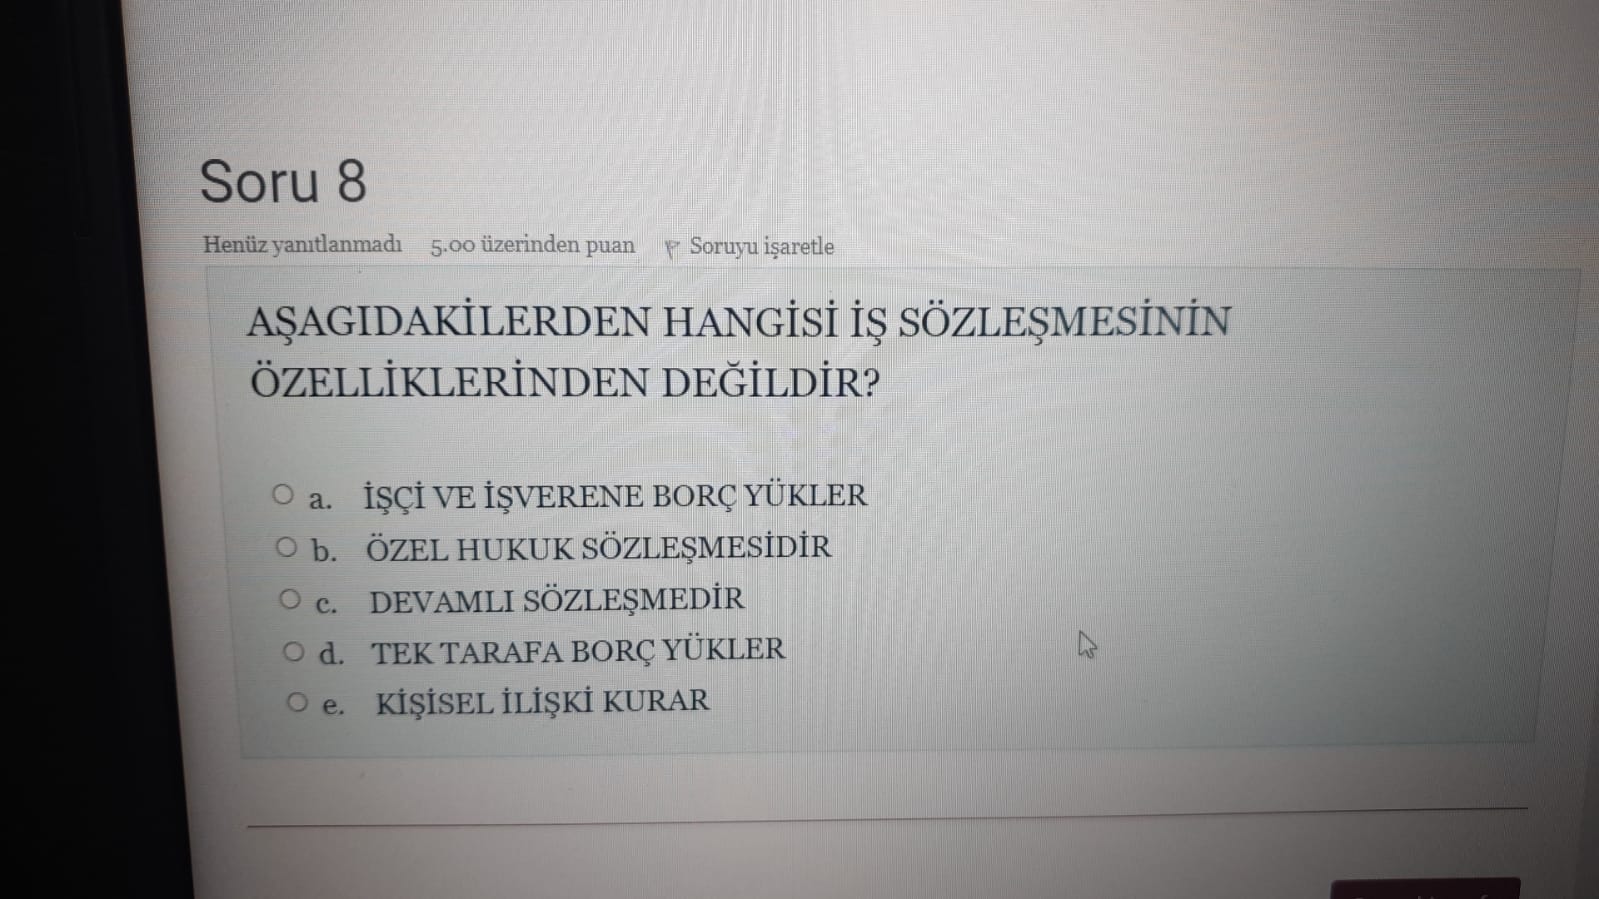 Soru 8
Henüz yanıtlanmadı 5.00 üzerinden puan Soruyu işaretle
AŞAGIDAKİLERDEN HANGİSİ İŞ SÖZLEŞMESİNİN
ÖZELLİKLERİNDEN DEĞİLDİR?
a. İŞÇİ VE İŞVERENE BORÇ YÜKLER
b. ÖZEL HUKUK SÖZLEŞMESİDİR
c. DEVAMLI SÖZLEŞMEDİR
d. TEK TARAFA BORÇ YÜKLER
e. KİŞİSEL İLİŞKİ KURAR